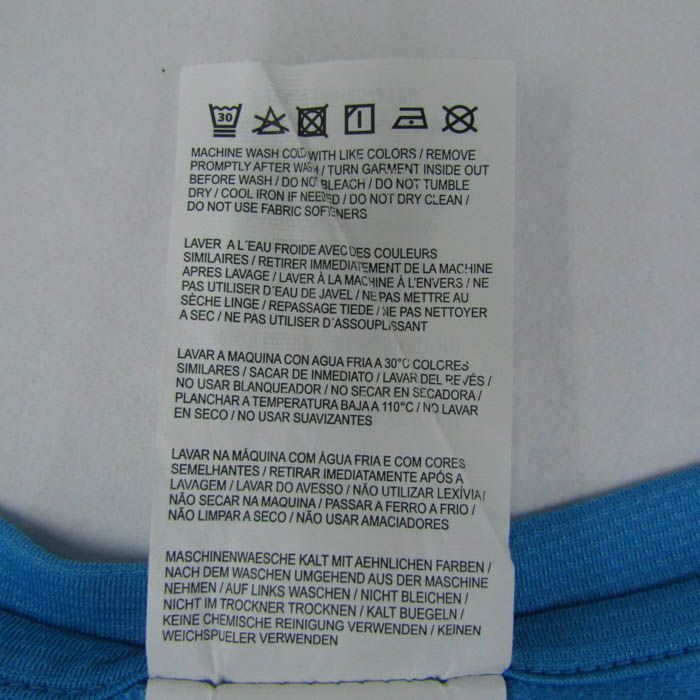 30
MACHINE WASH COLD WITH LIKE COLORS / REMOVE
PROMPTLY AFTER WASH / TURN GARMENT INSIDE OUT
BEFORE WASH / DO NOT BLEACH / DO NOT TUMBLE
DRY / COOL IRON IF NEEDED / DO NOT DRY CLEAN /
DO NOT USE FABRIC SOFTENERS
LAVER A L´EAU FROIDE AVEC DES COULEURS
SIMILAIRES / RETIRER IMMEDIATEMENT DE LA MACHINE
APRES LAVAGE / LAVER À LA MACHINE À L'ENVERS / NE
PAS UTILISER D'EAU DE JAVEL / NE PAS METTRE AU
SÈCHE LINGE / REPASSAGE TIEDE / NE PAS NETTOYER
A SEC / NE PAS UTILISER D´ASSOUPLISSANT
LAVAR A MAQUINA CON AGUA FRIA A 30°C COLORES
SIMILARES / SACAR DE INMEDIATO / LAVAR DEL REVÉS /
NO USAR BLANQUEADOR / NO SECAR EN SECADORA /
PLANCHAR A TEMPERATURA BAJA A 110°C / NO LAVAR
EN SECO / NO USAR SUAVIZANTES
LAVAR NA MÁQUINA COM ÁGUA FRIA E COM CORES
SEMELHANTES / RETIRAR IMEDIATAMENTE APÓS A
LAVAGEM / LAVAR DO AVESSO / NÃO UTILIZAR LEXÍVIA /
NÃO SECAR NA MAQUINA / PASSAR A FERRO A FRIO /
NÃO LIMPAR A SECO / NÃO USAR AMACIADORES
MASCHINENWAESCHE KALT MIT AEHNLICHEN FARBEN /
NACH DEM WASCHEN UMGEHEND AUS DER MASCHINE
NEHMEN / AUF LINKS WASCHEN / NICHT BLEICHEN /
NICHT IM TROCKNER TROCKNEN / KALT BUEGELN /
KEINE CHEMISCHE REINIGUNG VERWENDEN / KEINEN
WEICHSPUELER VERWENDEN